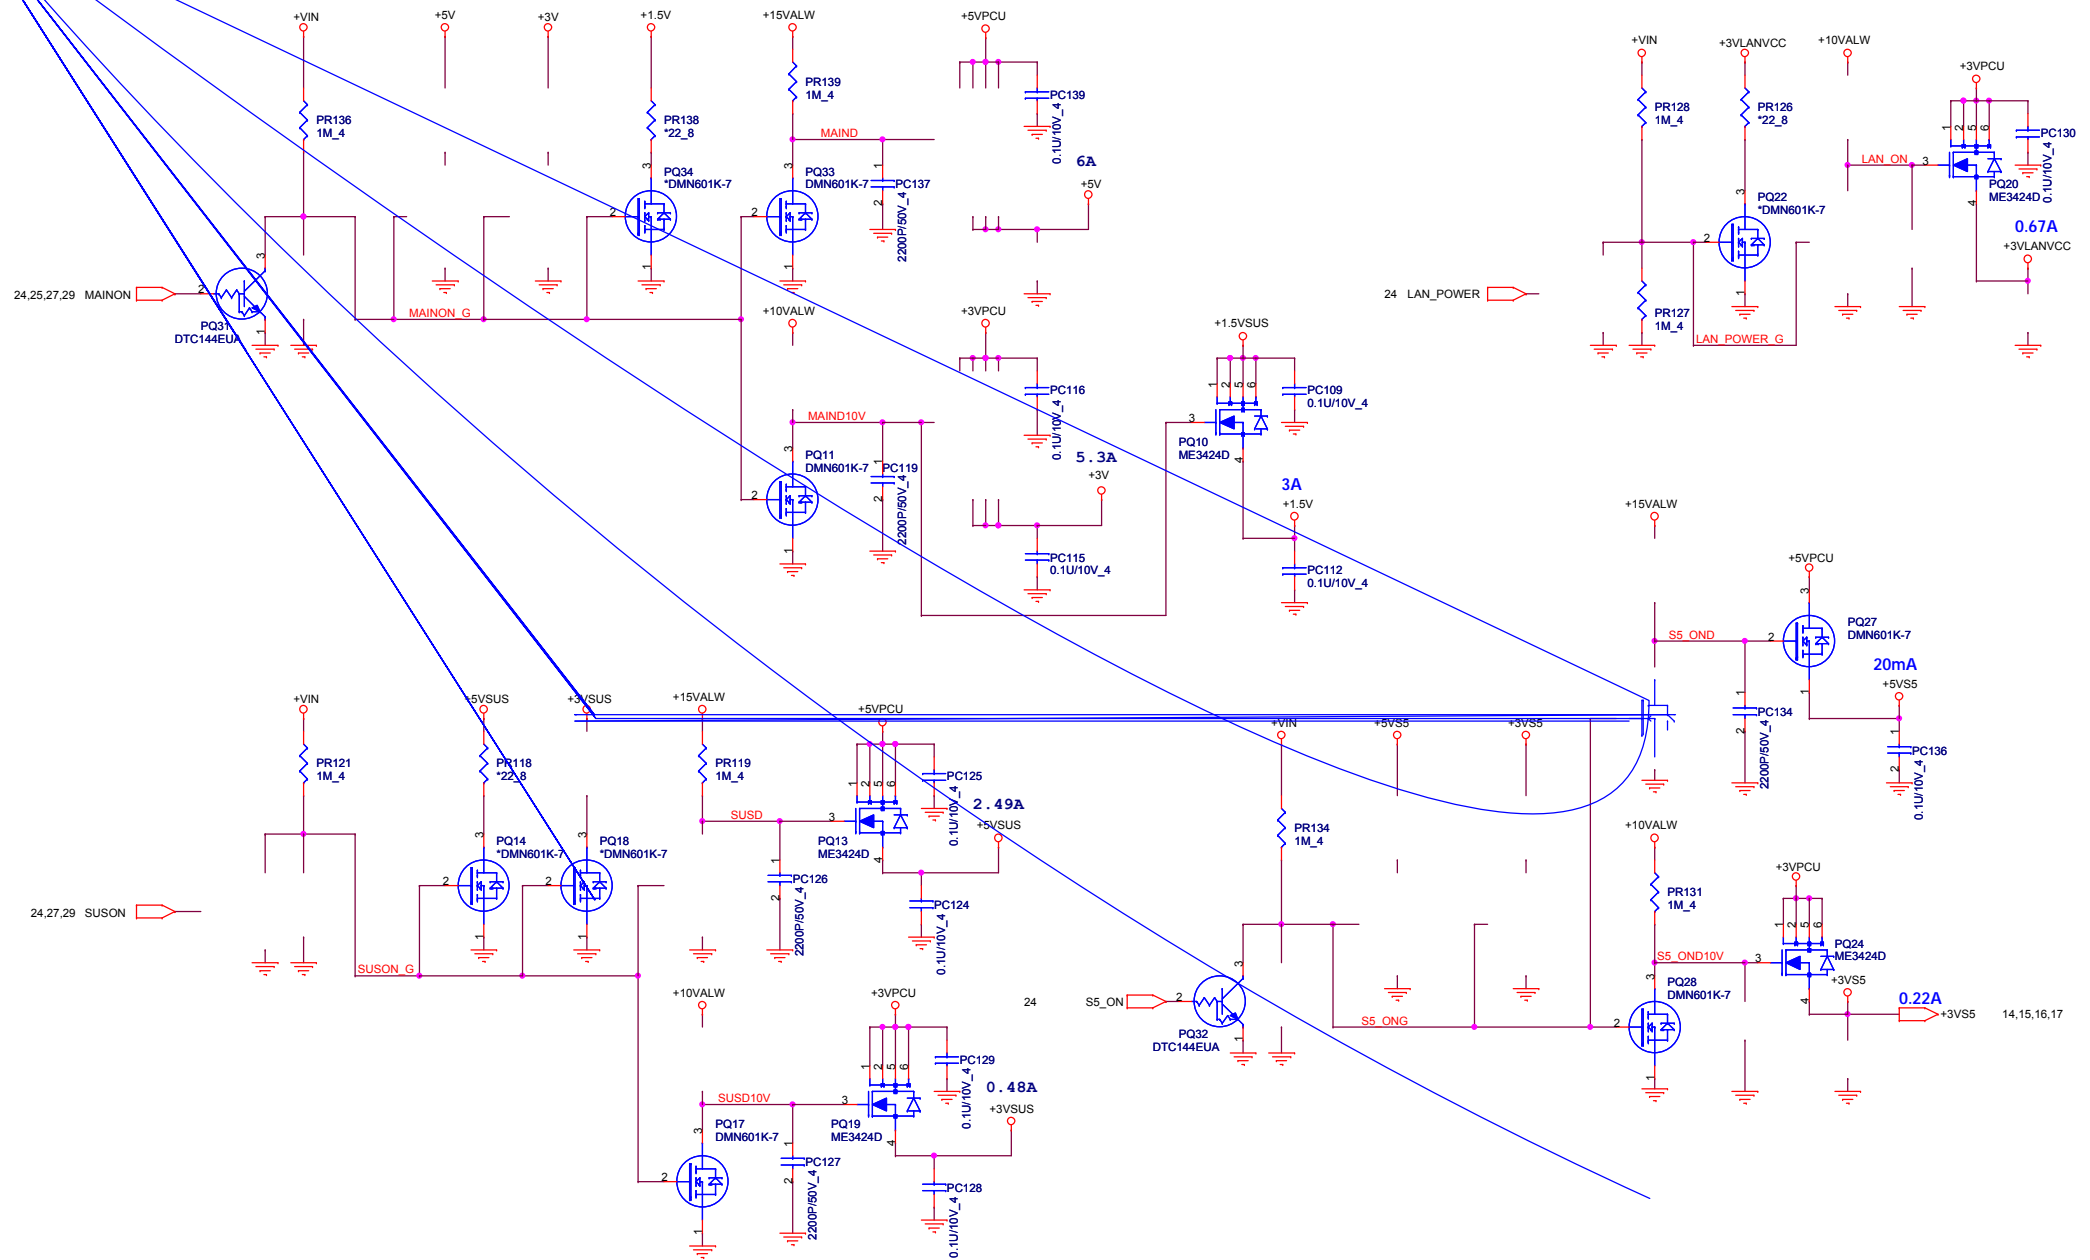 +VIN
+5V
+3V
+1.5V
+15VALW
+5VPCU
PR136
1M_4
PR138
*22_8
PR139
1M_4
PC139
0.1U/10V_4
MAIND
PQ34
*DMN601K-7
PQ33
DMN601K-7
PC137
2200P/50V_4
6A
+5V
24,25,27,29 MAINON
PQ31
DTC144EUA
MAINON_G
+10VALW
+3VPCU
PC116
0.1U/10V_4
MAIND10V
PQ11
DMN601K-7
PC119
2200P/50V_4
5.3A
+3V
PC115
0.1U/10V_4
+1.5VSUS
PC109
0.1U/10V_4
PQ10
ME3424D
3A
+1.5V
PC112
0.1U/10V_4
+VIN
+3VLANVCC
+10VALW
+3VPCU
PR128
1M_4
PR126
*22_8
PC130
0.1U/10V_4
LAN_ON
PQ20
ME3424D
PQ22
*DMN601K-7
0.67A
+3VLANVCC
24 LAN_POWER
PR127
1M_4
LAN_POWER_G
+15VALW
+5VPCU
S5_OND
PQ27
DMN601K-7
20mA
+5VS5
PC134
2200P/50V_4
PC136
0.1U/10V_4
+VIN
+5VSUS
+3VSUS
+15VALW
+5VPCU
PR121
1M_4
PR118
*22_8
PR119
1M_4
PC125
0.1U/10V_4
SUSD
2.49A
+5VSUS
PQ14
*DMN601K-7
PQ18
*DMN601K-7
PQ13
ME3424D
PC126
2200P/50V_4
PC124
0.1U/10V_4
24,27,29 SUSON
SUSON_G
+10VALW
+3VPCU
PC129
0.1U/10V_4
0.48A
+3VSUS
SUSD10V
PQ17
DMN601K-7
PQ19
ME3424D
PC127
2200P/50V_4
PC128
0.1U/10V_4
+VIN
+5VS5
+3VS5
PR134
1M_4
24 S5_ON
PQ32
DTC144EUA
S5_ONG
+10VALW
+3VPCU
PR131
1M_4
S5_OND10V
PQ24
ME3424D
PQ28
DMN601K-7
+3VS5
0.22A
+3VS5 14,15,16,17